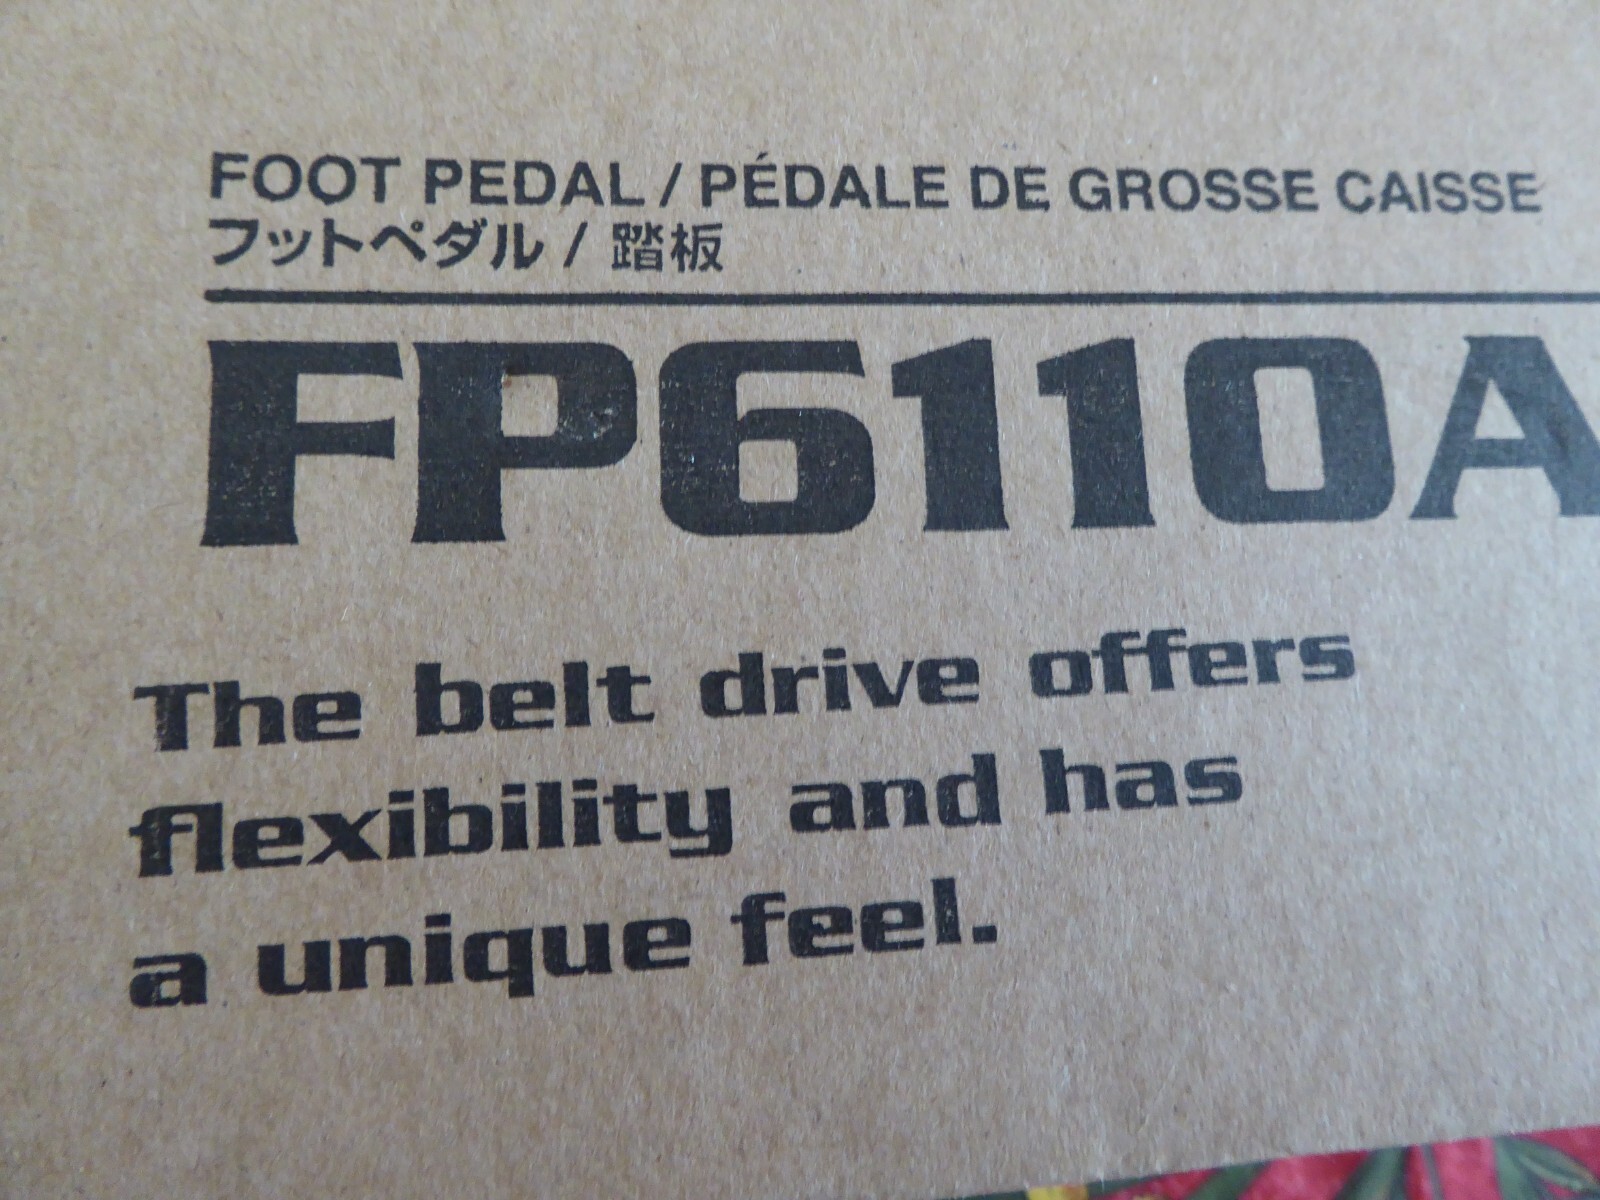 FOOT PEDAL / PÉDALE DE GROSSE CAISSE
フットペダル / 踏板
FP6110A
The belt drive offers
flexibility and has
a unique feel.